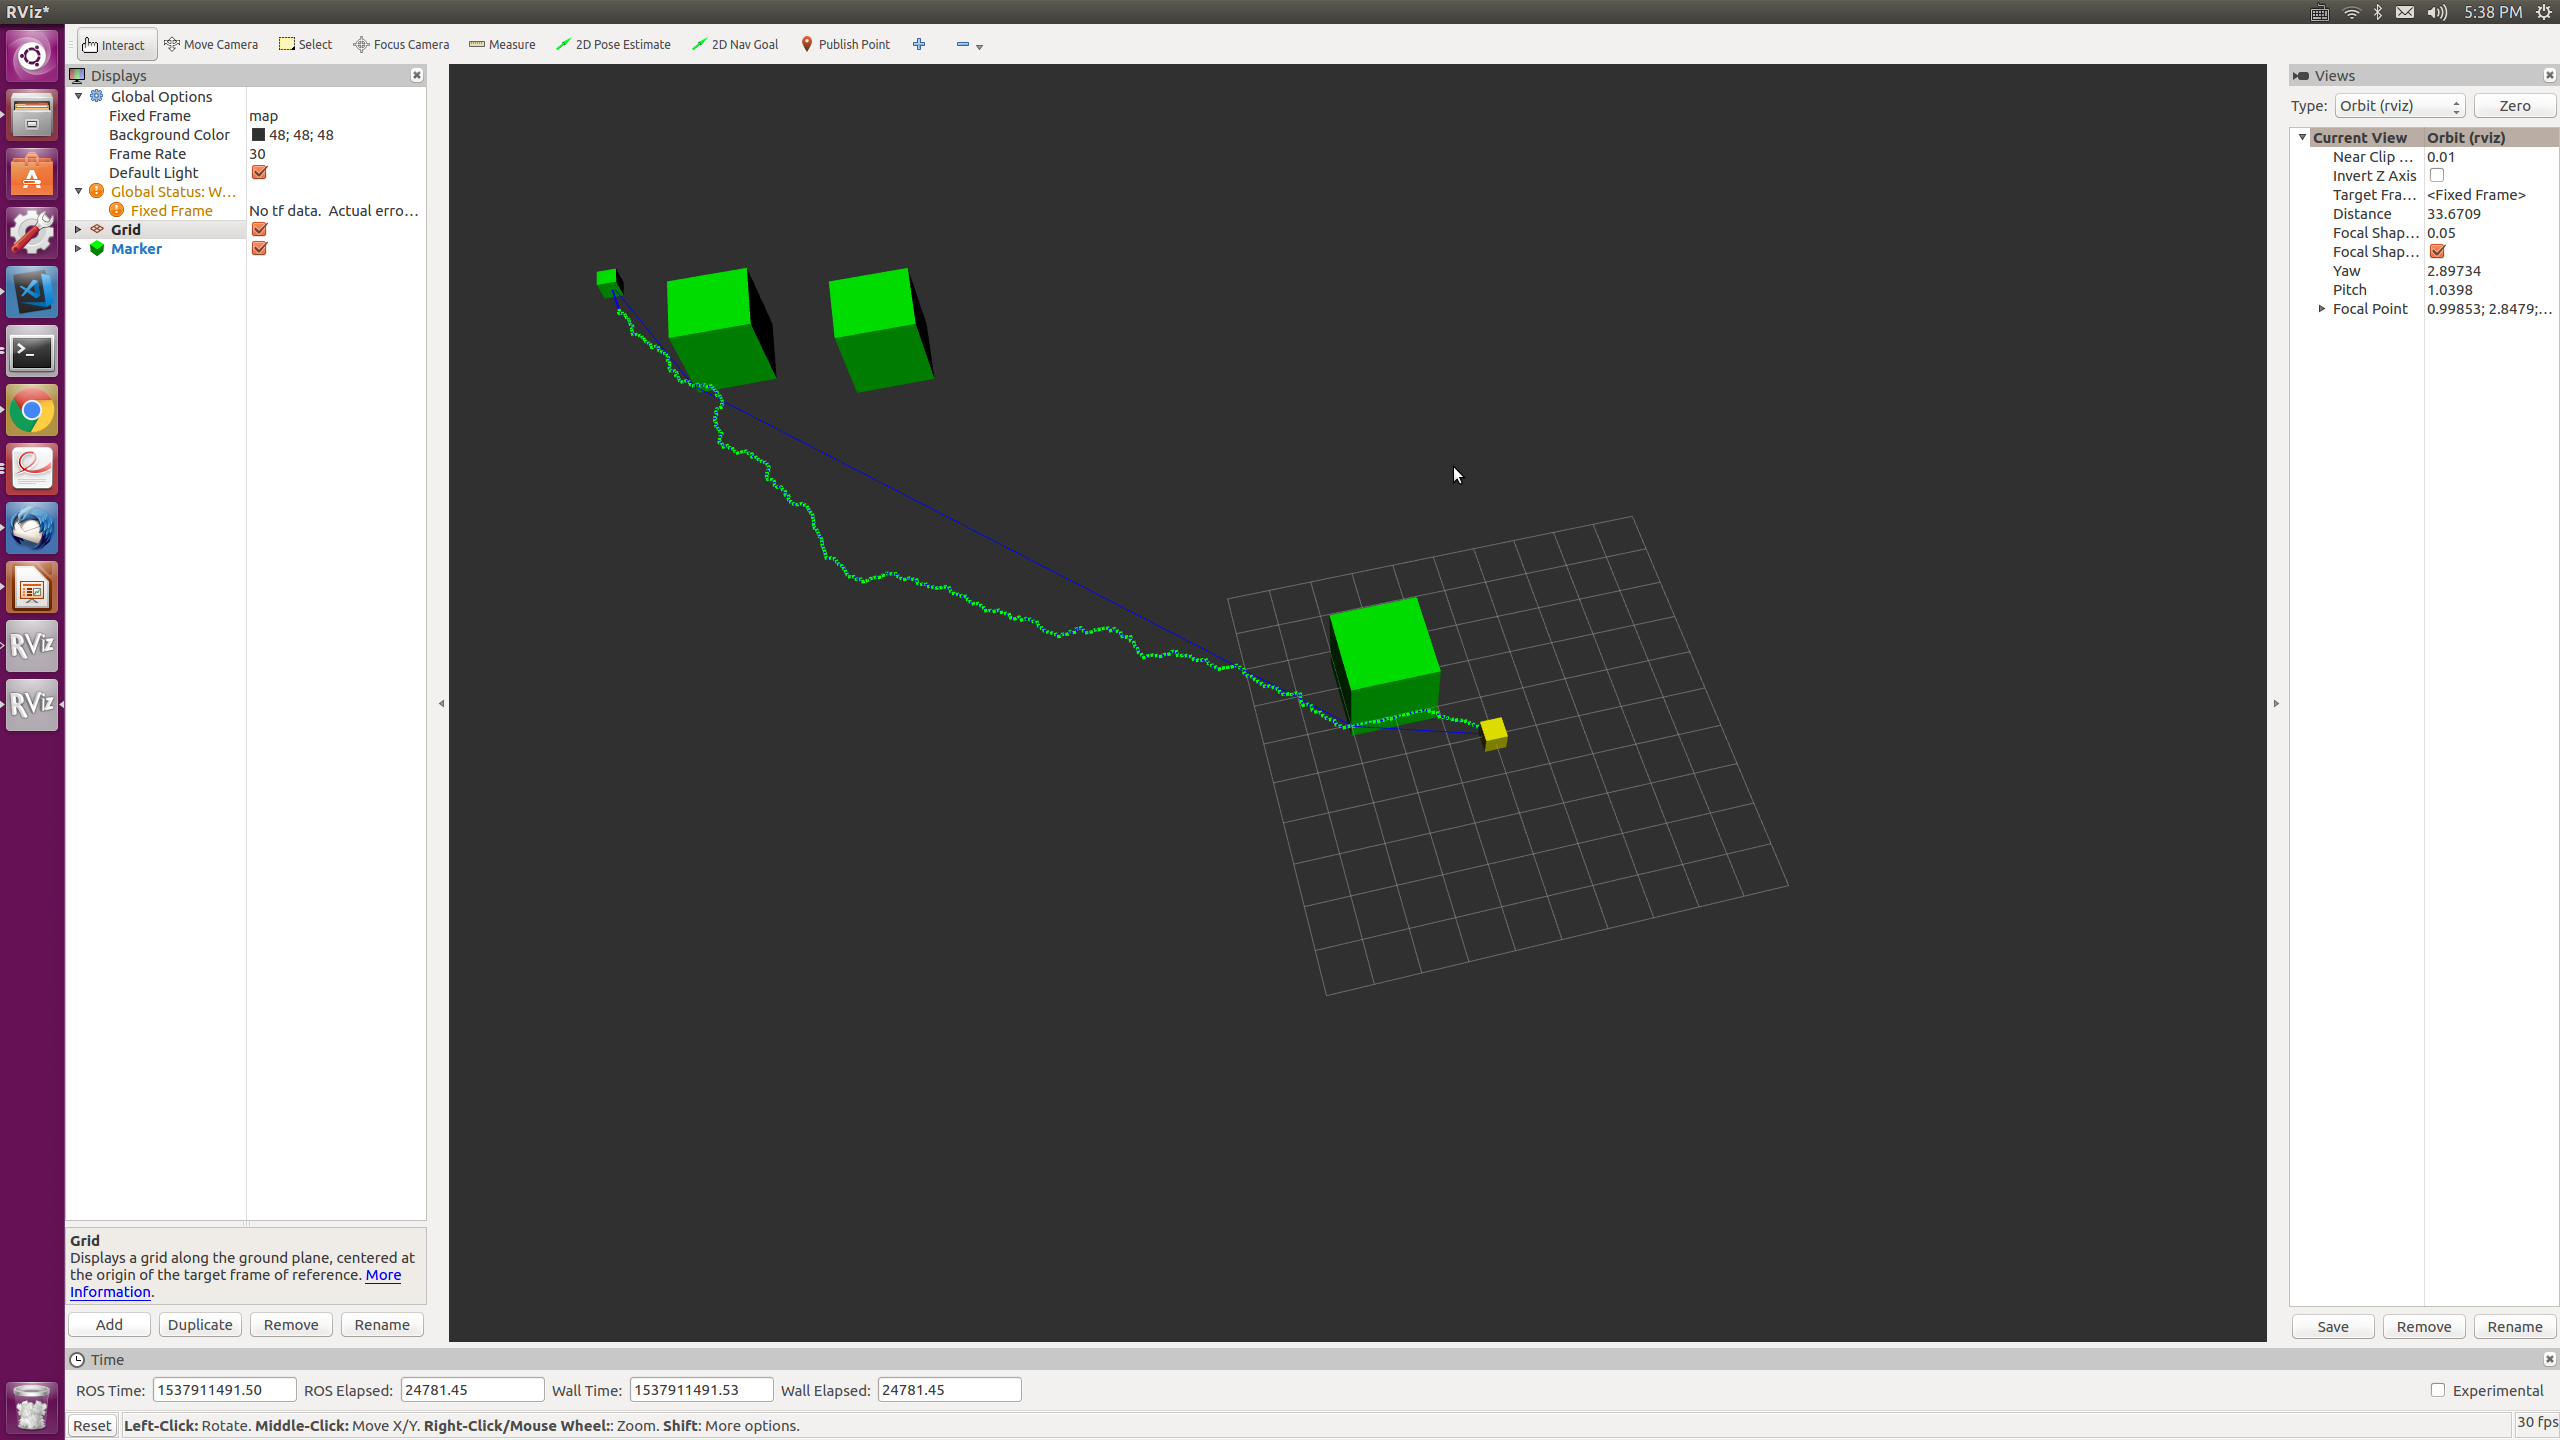 RViz*
5:38 PM
Interact Move Camera Select Focus Camera Measure 2D Pose Estimate 2D Nav Goal Publish Point
Displays
Global Options
Fixed Frame map
Background Color 48; 48; 48
Frame Rate 30
Default Light
Global Status: W...
Fixed Frame No tf data. Actual erro...
Grid
Marker
Grid
Displays a grid along the ground plane, centered at
the origin of the target frame of reference. More
Information.
Add Duplicate Remove Rename
Views
Type: Orbit (rviz) Zero
Current View Orbit (rviz)
Near Clip ... 0.01
Invert Z Axis
Target Fra... <Fixed Frame>
Distance 33.6709
Focal Shap... 0.05
Focal Shap...
Yaw 2.89734
Pitch 1.0398
Focal Point 0.99853; 2.8479;...
Save Remove Rename
RViz
RViz
Time
ROS Time: 1537911491.50 ROS Elapsed: 24781.45 Wall Time: 1537911491.53 Wall Elapsed: 24781.45 Experimental
Reset Left-Click: Rotate. Middle-Click: Move X/Y. Right-Click/Mouse Wheel:: Zoom. Shift: More options. 30 fps